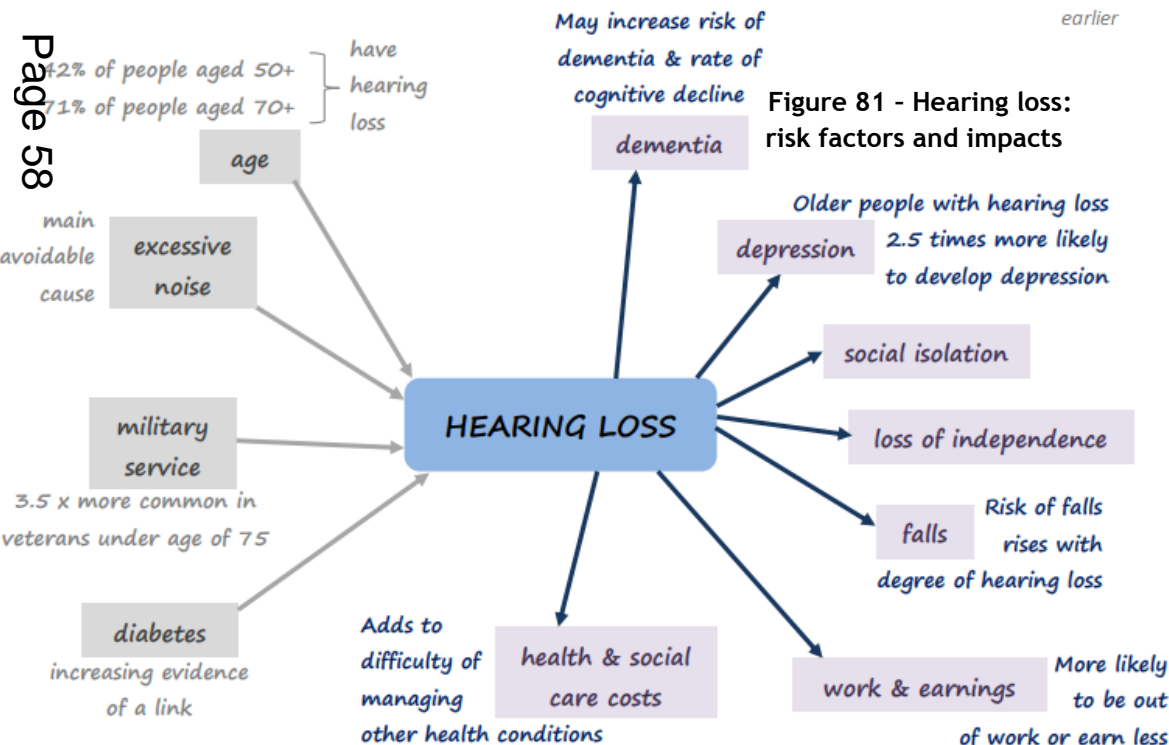 earlier
Page 58
42% of people aged 50+
71% of people aged 70+
have
hearing
loss
age
main
avoidable
cause
excessive
noise
military
service
3.5 x more common in
veterans under age of 75
diabetes
increasing evidence
of a link
HEARING LOSS
May increase risk of
dementia & rate of
cognitive decline
Figure 81 - Hearing loss:
risk factors and impacts
dementia
Older people with hearing loss
2.5 times more likely
to develop depression
depression
social isolation
loss of independence
falls
Risk of falls
rises with
degree of hearing loss
Adds to
difficulty of
managing
other health conditions
health & social
care costs
work & earnings
More likely
to be out
of work or earn less